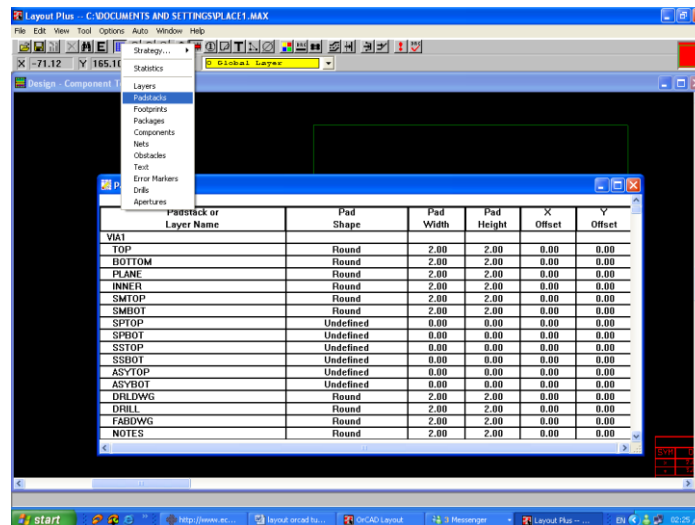 Layout Plus -- C:\DOCUMENTS AND SETTINGS\PLACE1.MAX
File Edit View Tool Options Auto Window Help
X -71.12 Y 165.10 0 Global Layer
Strategy...
Statistics
Layers
Padstacks
Footprints
Packages
Components
Nets
Obstacles
Text
Error Markers
Drills
Apertures
Design - Component T
Padstack or Layer Name Pad Shape Pad Width Pad Height X Offset Y Offset
VIA1
TOP Round 2.00 2.00 0.00 0.00
BOTTOM Round 2.00 2.00 0.00 0.00
PLANE Round 2.00 2.00 0.00 0.00
INNER Round 2.00 2.00 0.00 0.00
SMTOP Round 2.00 2.00 0.00 0.00
SMBOT Round 2.00 2.00 0.00 0.00
SPTOP Undefined 0.00 0.00 0.00 0.00
SPBOT Undefined 0.00 0.00 0.00 0.00
SSTOP Undefined 0.00 0.00 0.00 0.00
SSBOT Undefined 0.00 0.00 0.00 0.00
ASYTOP Undefined 0.00 0.00 0.00 0.00
ASYBOT Undefined 0.00 0.00 0.00 0.00
DRLDWG Round 2.00 2.00 0.00 0.00
DRILL Round 2.00 2.00 0.00 0.00
FABDWG Round 2.00 2.00 0.00 0.00
NOTES Round 2.00 2.00 0.00 0.00
start http://www.ec... layout orcad tu... OrCAD Layout 3 Messenger Layout Plus -- ... EN 02:25